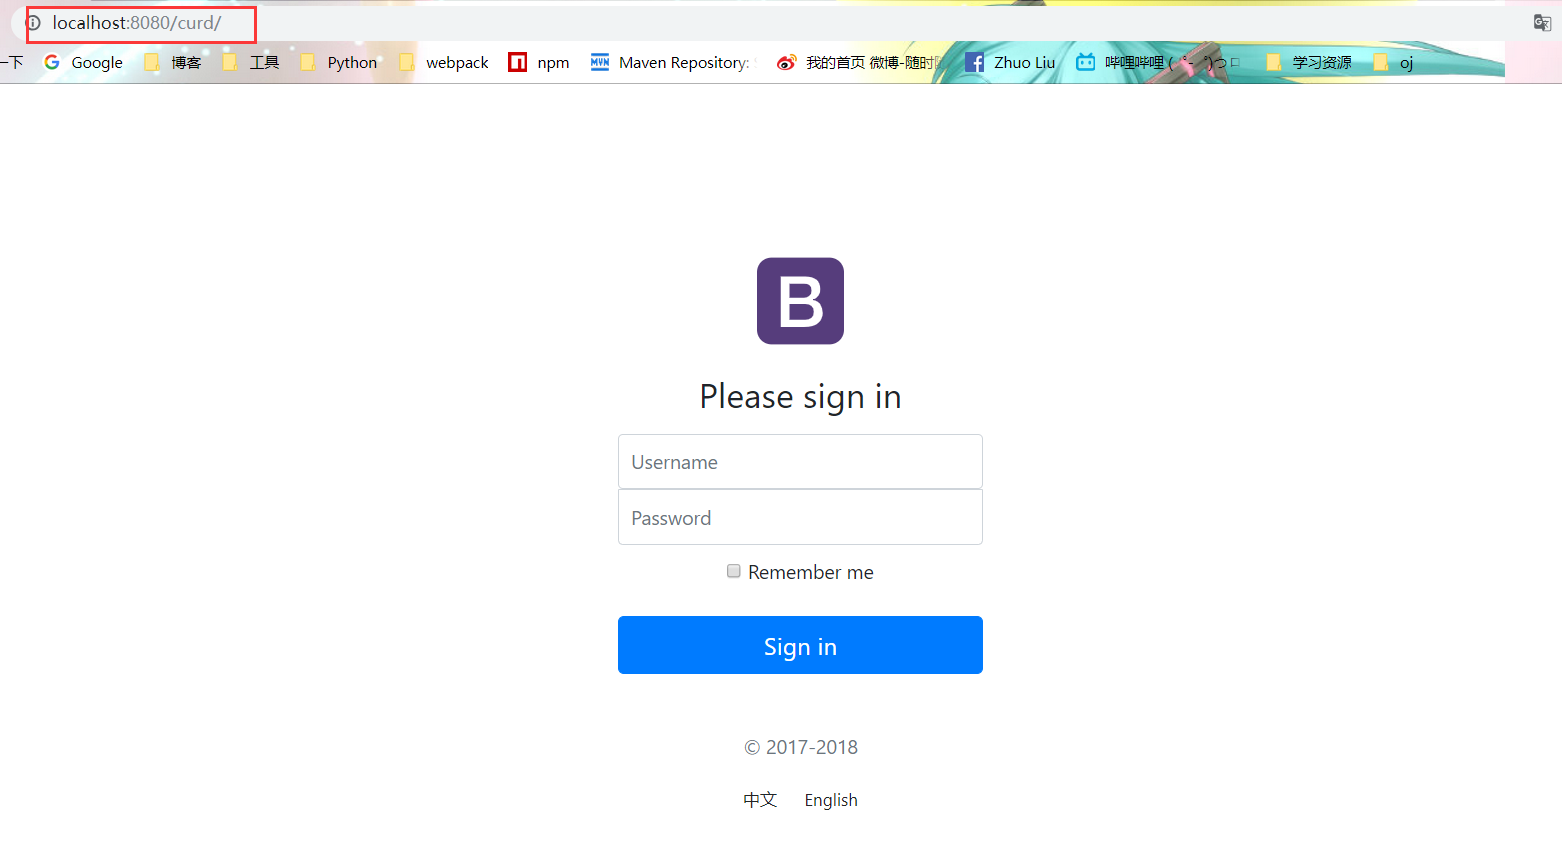 localhost:8080/curd/
一下 Google 博客 工具 Python webpack npm Maven Repository: 我的首页 微博-随时 Zhuo Liu 哔哩哔哩 ( ゜- ゜)つロ 学习资源 oj
B
Please sign in
Username
Password
Remember me
Sign in
© 2017-2018
中文 English